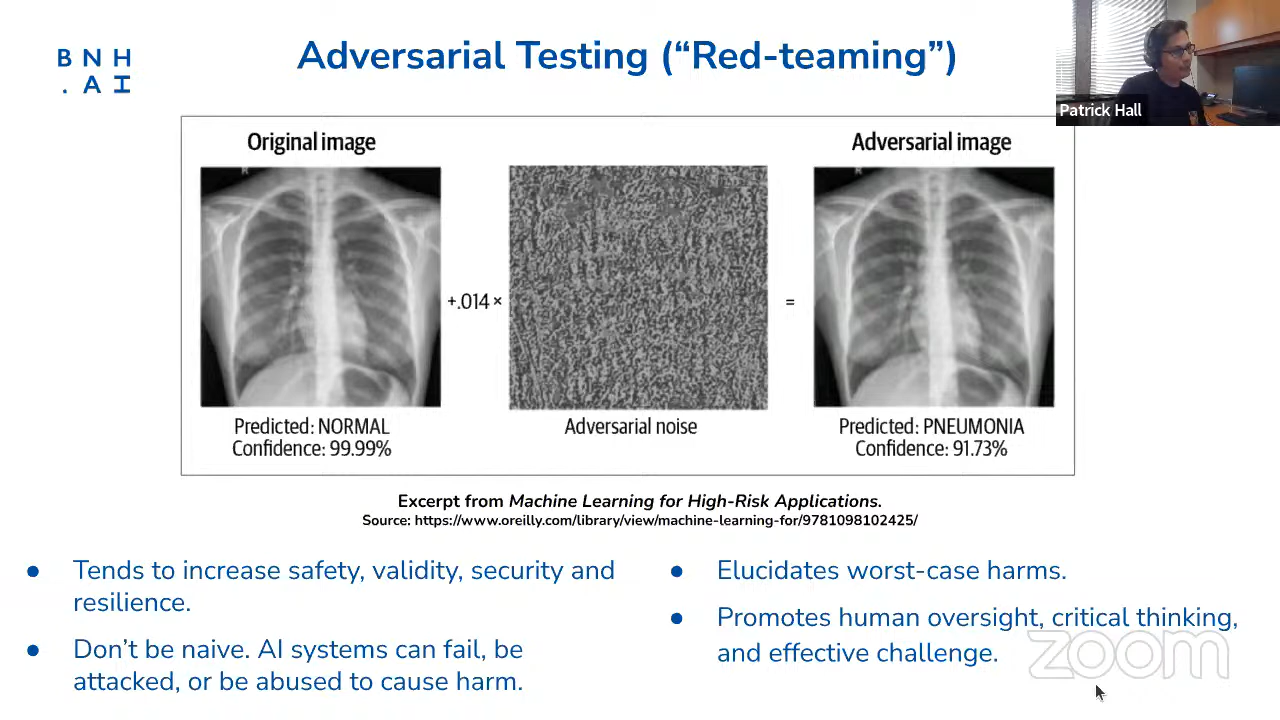 B N H
. A I
Adversarial Testing (“Red-teaming”)
Patrick Hall
Original image
Adversarial image
R
R
+.014 ×
=
Predicted: NORMAL
Confidence: 99.99%
Adversarial noise
Predicted: PNEUMONIA
Confidence: 91.73%
Excerpt from Machine Learning for High-Risk Applications.
Source: https://www.oreilly.com/library/view/machine-learning-for/9781098102425/
● Tends to increase safety, validity, security and
resilience.
● Don’t be naive. AI systems can fail, be
attacked, or be abused to cause harm.
● Elucidates worst-case harms.
● Promotes human oversight, critical thinking,
and effective challenge.
zoom